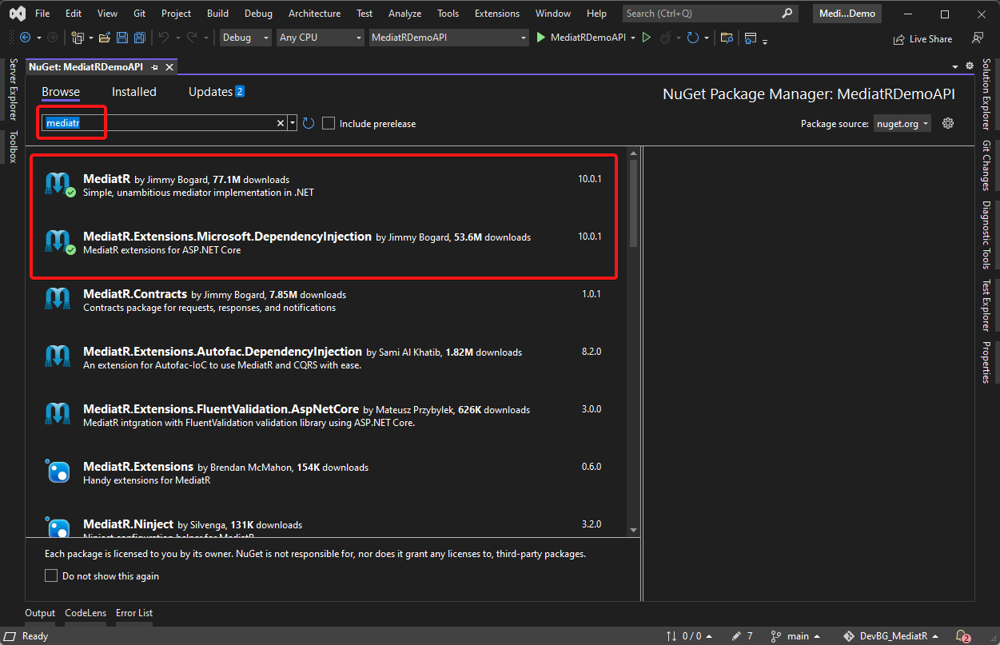 File Edit View Git Project Build Debug Architecture Test Analyze Tools Extensions Window Help Search (Ctrl+Q) Medi...Demo
Debug Any CPU MediatRDemoAPI MediatRDemoAPI Live Share
Server Explorer
Toolbox
NuGet: MediatRDemoAPI
Browse Installed Updates 2
NuGet Package Manager: MediatRDemoAPI
mediatr Include prerelease
Package source: nuget.org
MediatR by Jimmy Bogard, 77.1M downloads 10.0.1
Simple, unambitious mediator implementation in .NET
MediatR.Extensions.Microsoft.DependencyInjection by Jimmy Bogard, 53.6M downloads 10.0.1
MediatR extensions for ASP.NET Core
MediatR.Contracts by Jimmy Bogard, 7.85M downloads 1.0.1
Contracts package for requests, responses, and notifications
MediatR.Extensions.Autofac.DependencyInjection by Sami Al Khatib, 1.82M downloads 8.2.0
An extension for Autofac-IoC to use MediatR and CQRS with ease.
MediatR.Extensions.FluentValidation.AspNetCore by Mateusz Przybylek, 626K downloads 3.0.0
MediatR intgration with FluentValidation validation library using ASP.NET Core.
MediatR.Extensions by Brendan McMahon, 154K downloads 0.6.0
Handy extensions for MediatR
MediatR.Ninject by Silvenga, 131K downloads 3.2.0
Ninject configuration helper for MediatR
Each package is licensed to you by its owner. NuGet is not responsible for, nor does it grant any licenses to, third-party packages.
Do not show this again
Solution Explorer
Git Changes
Diagnostic Tools
Test Explorer
Properties
Output CodeLens Error List
Ready 0 / 0 7 main DevBG_MediatR 2